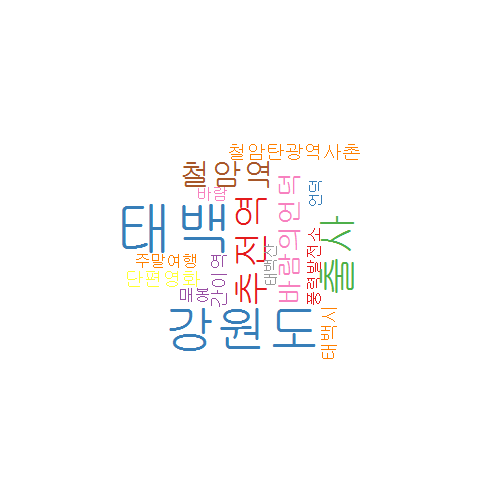 철암탄광역사촌
철암역
바람
언덕
태백
추전역
바람의언덕
출사
주말여행
단편영화
매봉
간이역
태백산
풍력발전소
강원도
태백시